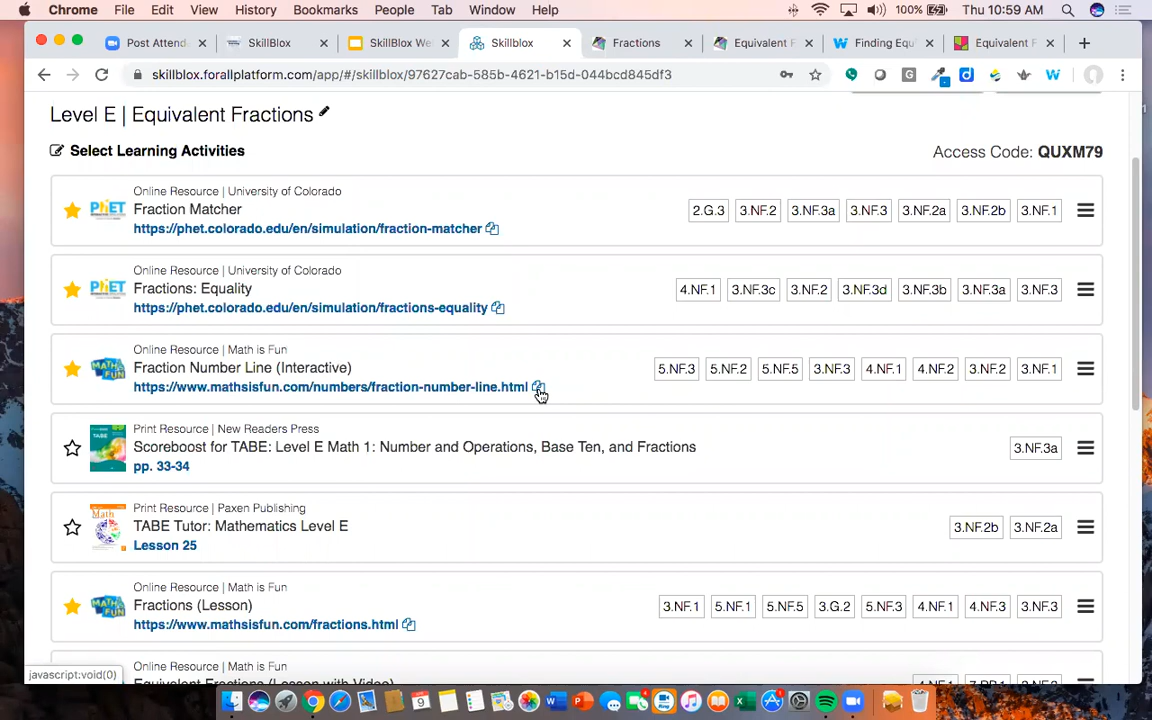 Chrome File Edit View History Bookmarks People Tab Window Help 100% Thu 10:59 AM
Post Attend SkillBlox SkillBlox We Skillblox Fractions Equivalent F Finding Equ Equivalent F
skillblox.forallplatform.com/app/#/skillblox/97627cab-585b-4621-b15d-044bcd845df3
Level E | Equivalent Fractions
Select Learning Activities
Access Code: QUXM79
Online Resource | University of Colorado
Fraction Matcher
2.G.3 3.NF.2 3.NF.3a 3.NF.3 3.NF.2a 3.NF.2b 3.NF.1
https://phet.colorado.edu/en/simulation/fraction-matcher
Online Resource | University of Colorado
Fractions: Equality
4.NF.1 3.NF.3c 3.NF.2 3.NF.3d 3.NF.3b 3.NF.3a 3.NF.3
https://phet.colorado.edu/en/simulation/fractions-equality
Online Resource | Math is Fun
Fraction Number Line (Interactive)
5.NF.3 5.NF.2 5.NF.5 3.NF.3 4.NF.1 4.NF.2 3.NF.2 3.NF.1
https://www.mathsisfun.com/numbers/fraction-number-line.html
Print Resource | New Readers Press
Scoreboost for TABE: Level E Math 1: Number and Operations, Base Ten, and Fractions
3.NF.3a
pp. 33-34
Print Resource | Paxen Publishing
TABE Tutor: Mathematics Level E
3.NF.2b 3.NF.2a
Lesson 25
Online Resource | Math is Fun
Fractions (Lesson)
3.NF.1 5.NF.1 5.NF.5 3.G.2 5.NF.3 4.NF.1 4.NF.3 3.NF.3
https://www.mathsisfun.com/fractions.html
Online Resource | Math is Fun
javascript:void(0)